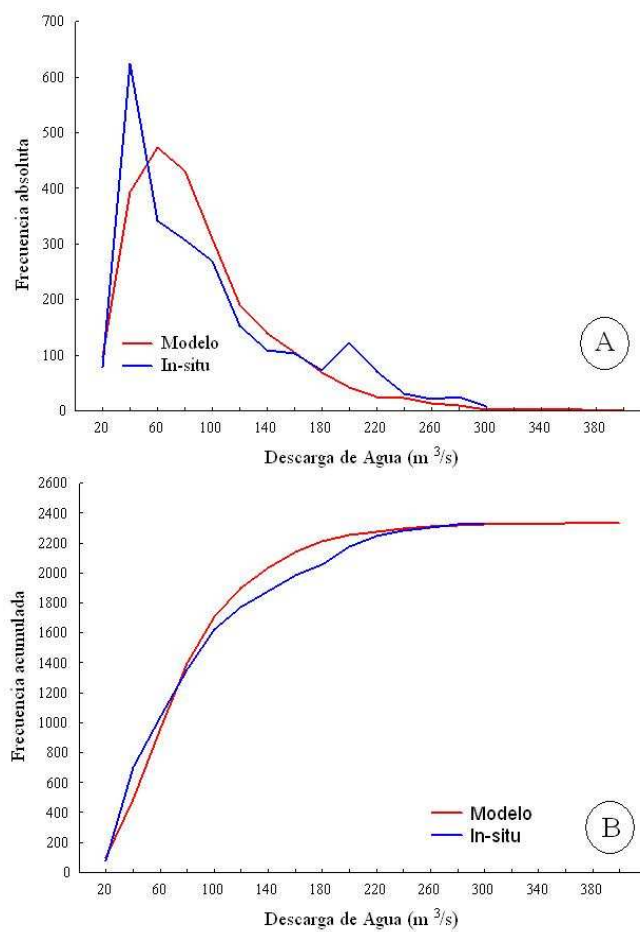 700
600
500
400
300
200
100
0
Frecuencia absoluta
Modelo
In-situ
A
20 60 100 140 180 220 260 300 340 380
Descarga de Agua (m ³/s)
2600
2400
2200
2000
1800
1600
1400
1200
1000
800
600
400
200
0
Frecuencia acumulada
Modelo
In-situ
B
20 60 100 140 180 220 260 300 340 380
Descarga de Agua (m ³/s)